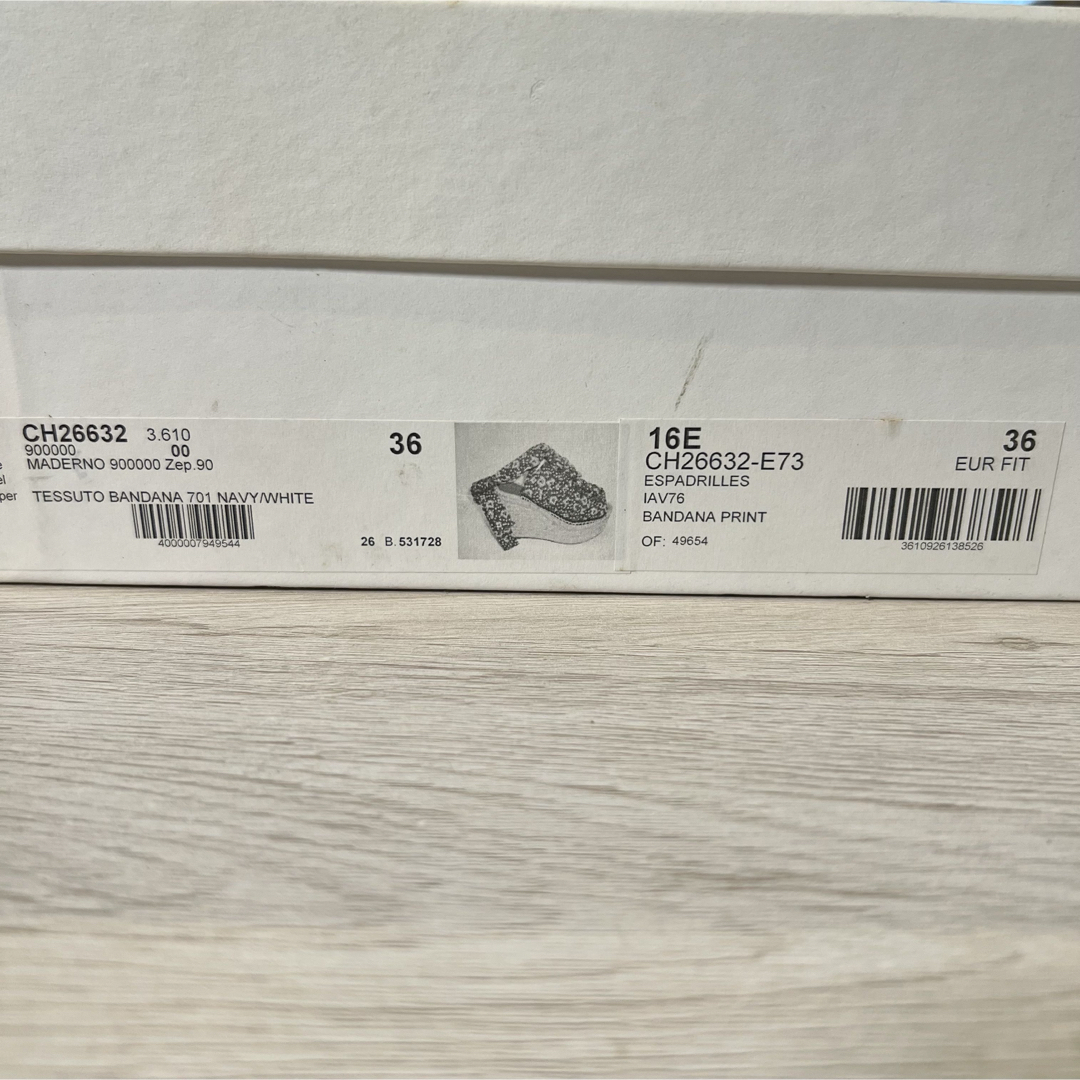 CH26632 3.610
900000 00
MADERNO 900000 Zep.90
TESSUTO BANDANA 701 NAVY/WHITE
4000007949544
36
26 B. 531728
16E
CH26632-E73
ESPADRILLES
IAV76
BANDANA PRINT
OF: 49654
36
EUR FIT
3610926138526